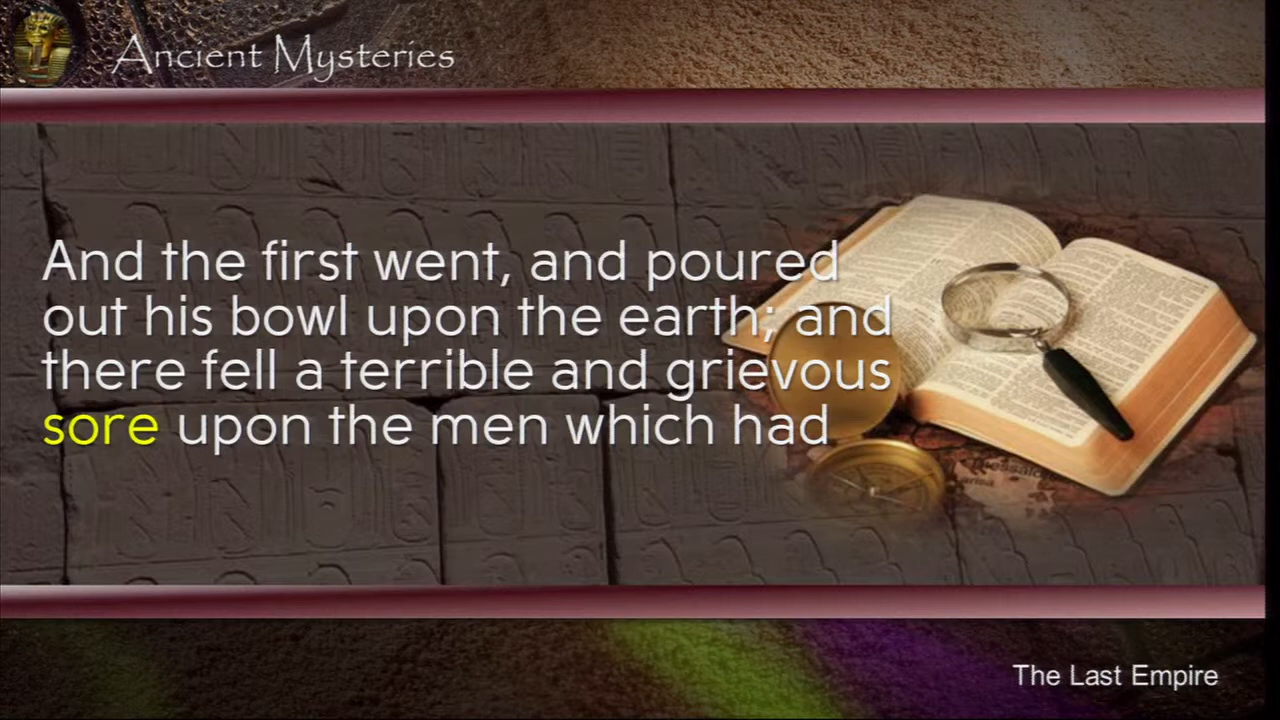 Ancient Mysteries
And the first went, and poured
out his bowl upon the earth; and
there fell a terrible and grievous
sore upon the men which had
The Last Empire